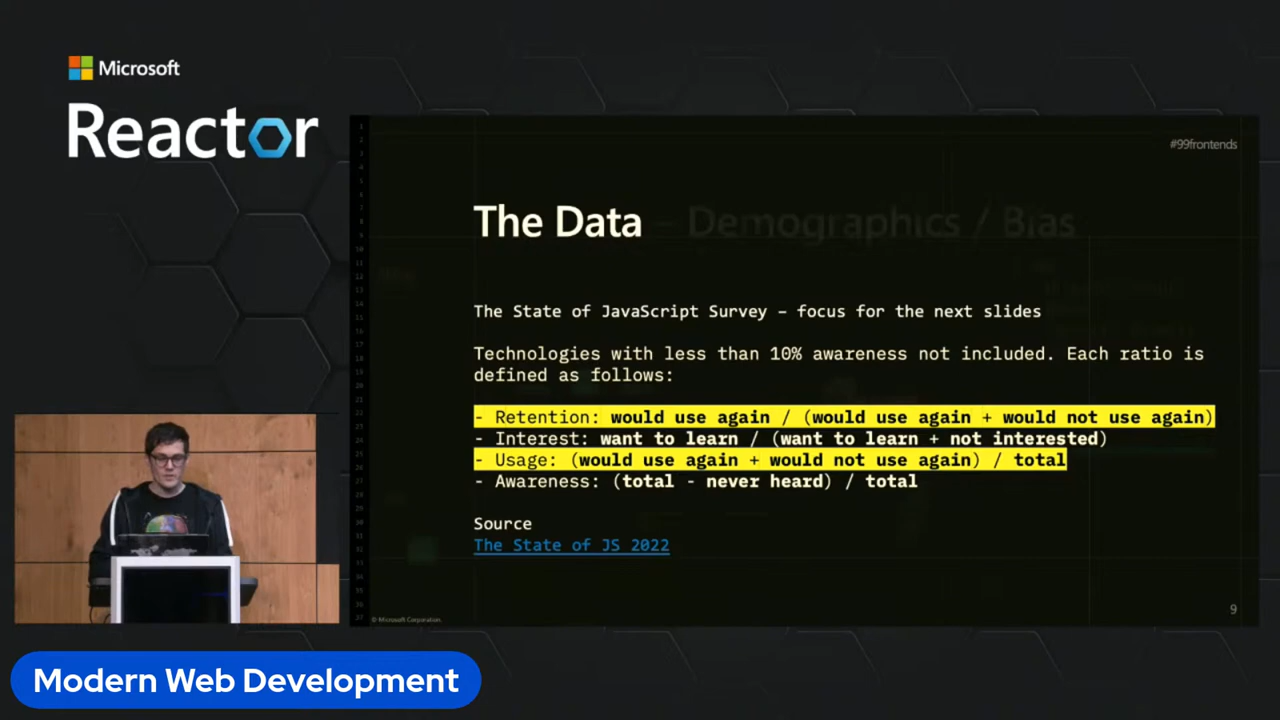 Microsoft
Reactor
#99frontends
The Data – Demographics / Bias
The State of JavaScript Survey – focus for the next slides
Technologies with less than 10% awareness not included. Each ratio is
defined as follows:
- Retention: would use again / (would use again + would not use again)
- Interest: want to learn / (want to learn + not interested)
- Usage: (would use again + would not use again) / total
- Awareness: (total - never heard) / total
Source
The State of JS 2022
© Microsoft Corporation.
9
Modern Web Development